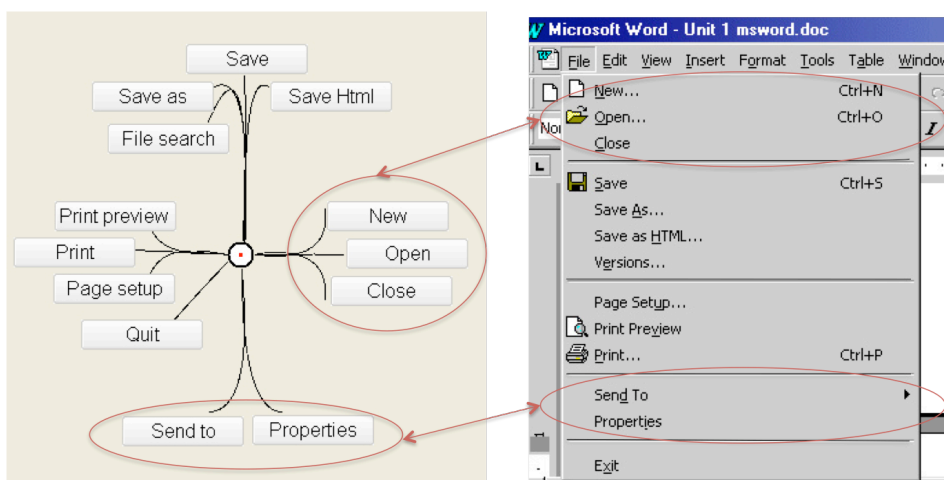 Save
Save as
Save Html
File search
Print preview
New
Print
Open
Page setup
Close
Quit
Send to
Properties
Microsoft Word - Unit 1 msword.doc
File Edit View Insert Format Tools Table Window
New... Ctrl+N
Open... Ctrl+O
Close
Save Ctrl+S
Save As...
Save as HTML...
Versions...
Page Setup...
Print Preview
Print... Ctrl+P
Send To
Properties
Exit